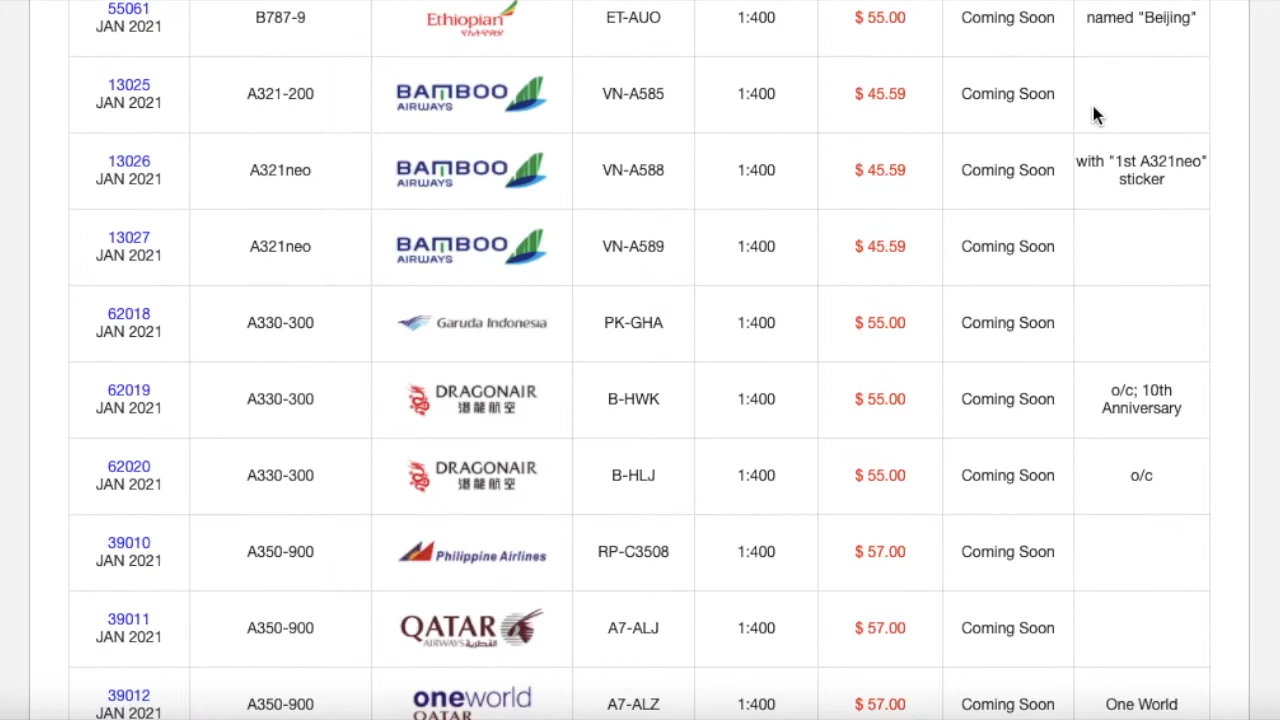 55061
JAN 2021
B787-9
Ethiopian
የኢትዮጵያ
ET-AUO
1:400
$ 55.00
Coming Soon
named "Beijing"
13025
JAN 2021
A321-200
BAMBOO
AIRWAYS
VN-A585
1:400
$ 45.59
Coming Soon
13026
JAN 2021
A321neo
BAMBOO
AIRWAYS
VN-A588
1:400
$ 45.59
Coming Soon
with "1st A321neo"
sticker
13027
JAN 2021
A321neo
BAMBOO
AIRWAYS
VN-A589
1:400
$ 45.59
Coming Soon
62018
JAN 2021
A330-300
Garuda Indonesia
PK-GHA
1:400
$ 55.00
Coming Soon
62019
JAN 2021
A330-300
DRAGONAIR
港龍航空
B-HWK
1:400
$ 55.00
Coming Soon
o/c; 10th
Anniversary
62020
JAN 2021
A330-300
DRAGONAIR
港龍航空
B-HLJ
1:400
$ 55.00
Coming Soon
o/c
39010
JAN 2021
A350-900
Philippine Airlines
RP-C3508
1:400
$ 57.00
Coming Soon
39011
JAN 2021
A350-900
QATAR
AIRWAYS القطرية
A7-ALJ
1:400
$ 57.00
Coming Soon
39012
JAN 2021
A350-900
oneworld
QATAR
A7-ALZ
1:400
$ 57.00
Coming Soon
One World